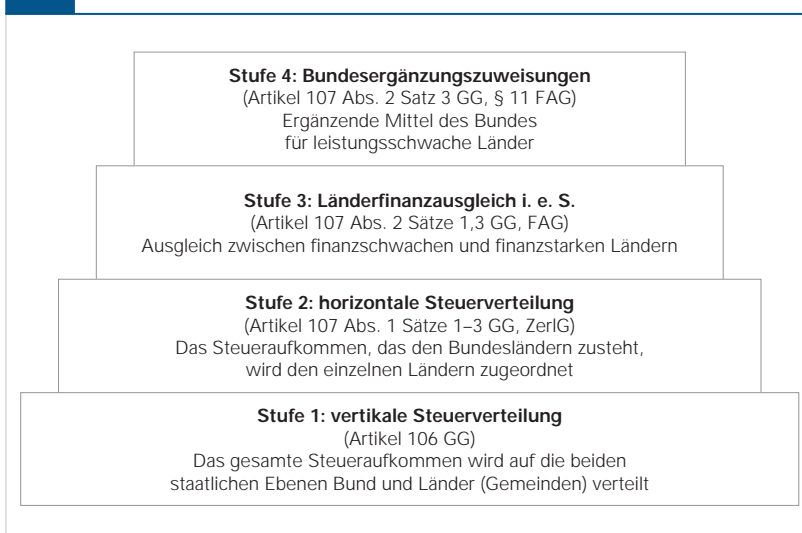 Stufe 4: Bundesergänzungszuweisungen
(Artikel 107 Abs. 2 Satz 3 GG, § 11 FAG)
Ergänzende Mittel des Bundes
für leistungsschwache Länder
Stufe 3: Länderfinanzausgleich i. e. S.
(Artikel 107 Abs. 2 Sätze 1,3 GG, FAG)
Ausgleich zwischen finanzschwachen und finanzstarken Ländern
Stufe 2: horizontale Steuerverteilung
(Artikel 107 Abs. 1 Sätze 1–3 GG, ZerlG)
Das Steueraufkommen, das den Bundesländern zusteht,
wird den einzelnen Ländern zugeordnet
Stufe 1: vertikale Steuerverteilung
(Artikel 106 GG)
Das gesamte Steueraufkommen wird auf die beiden
staatlichen Ebenen Bund und Länder (Gemeinden) verteilt